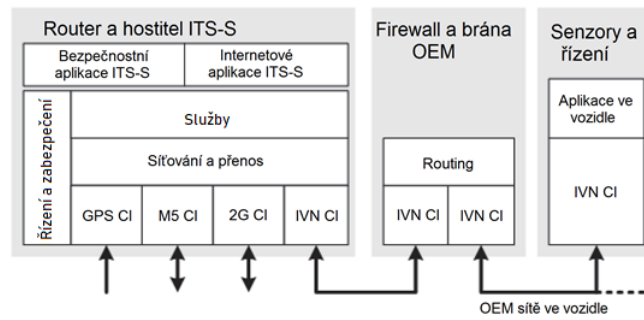 Router a hostitel ITS-S
Bezpečnostní
aplikace ITS-S
Internetové
aplikace ITS-S
Řízení a zabezpečení
Služby
Síťování a přenos
GPS CI
M5 CI
2G CI
IVN CI
Firewall a brána
OEM
Routing
IVN CI
IVN CI
Senzory a
řízení
Aplikace ve
vozidle
IVN CI
OEM sítě ve vozidle